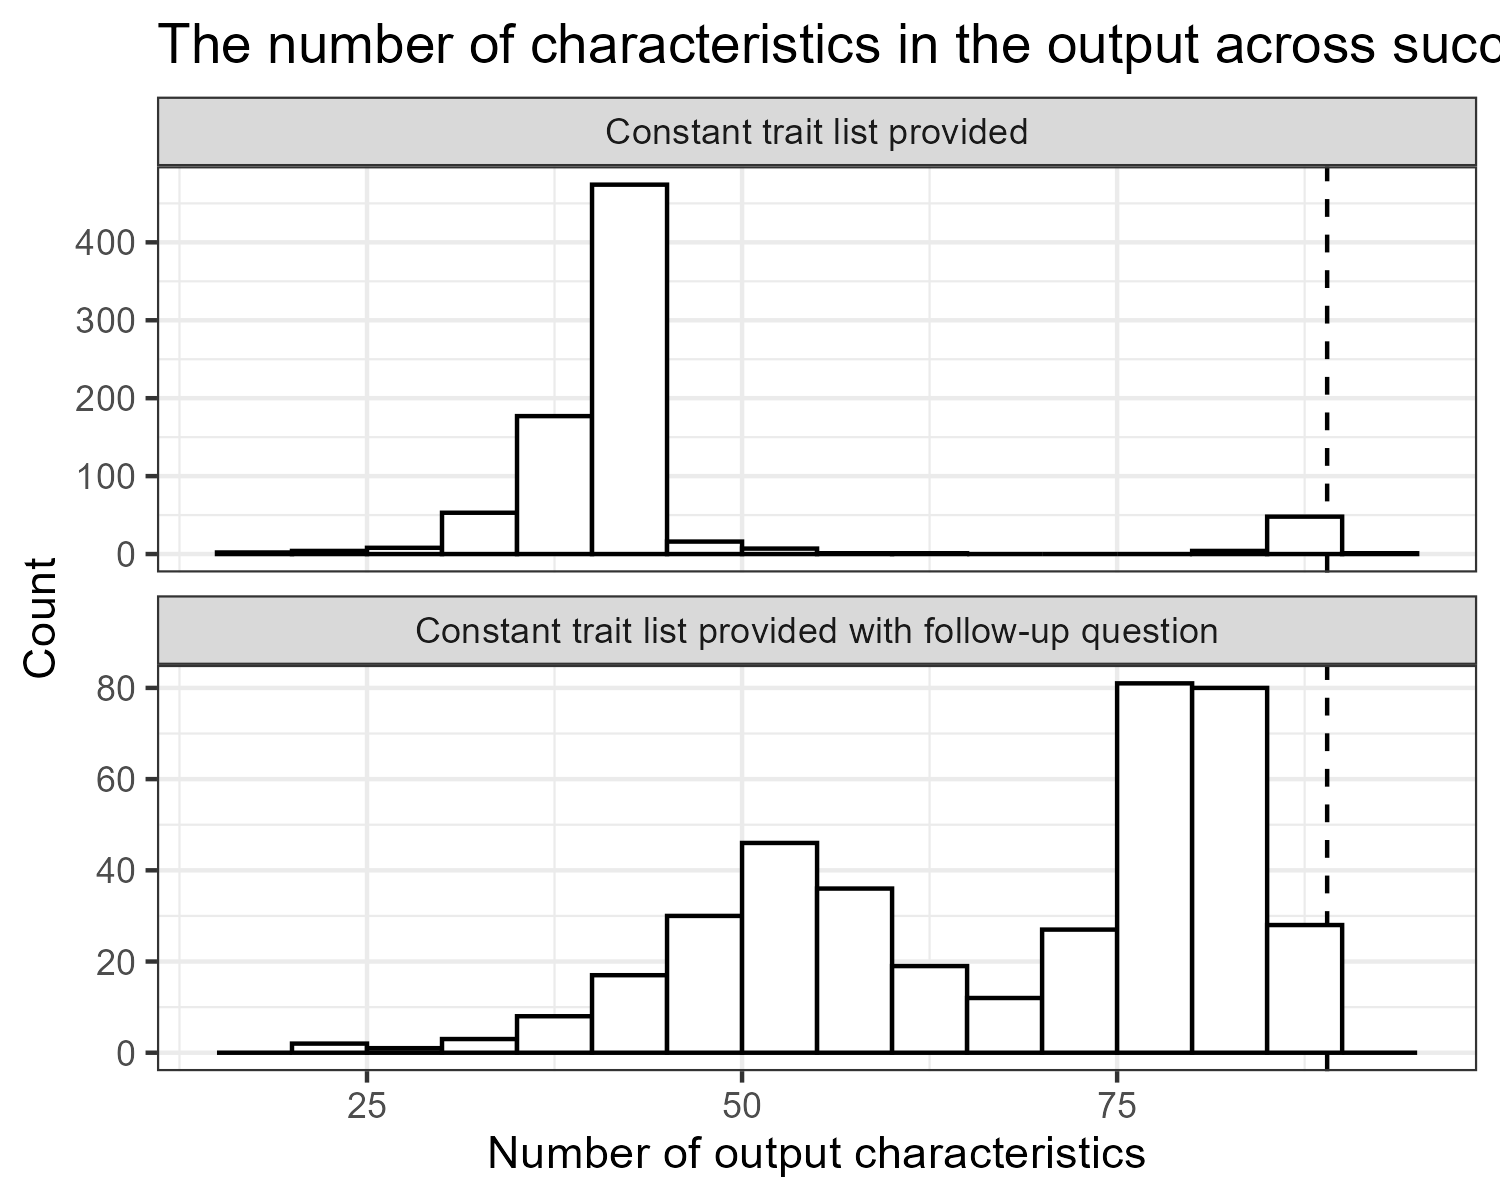 The number of characteristics in the output across succ
Constant trait list provided
400
300
200
100
0
Constant trait list provided with follow-up question
80
60
40
20
0
Count
25 50 75
Number of output characteristics